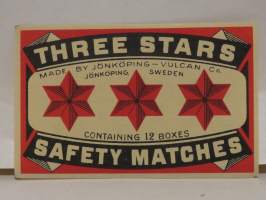 THREE STARS
MADE BY JÖNKÖPING-VULCAN Co.
JÖNKÖPING, SWEDEN
CONTAINING 12 BOXES
SAFETY MATCHES